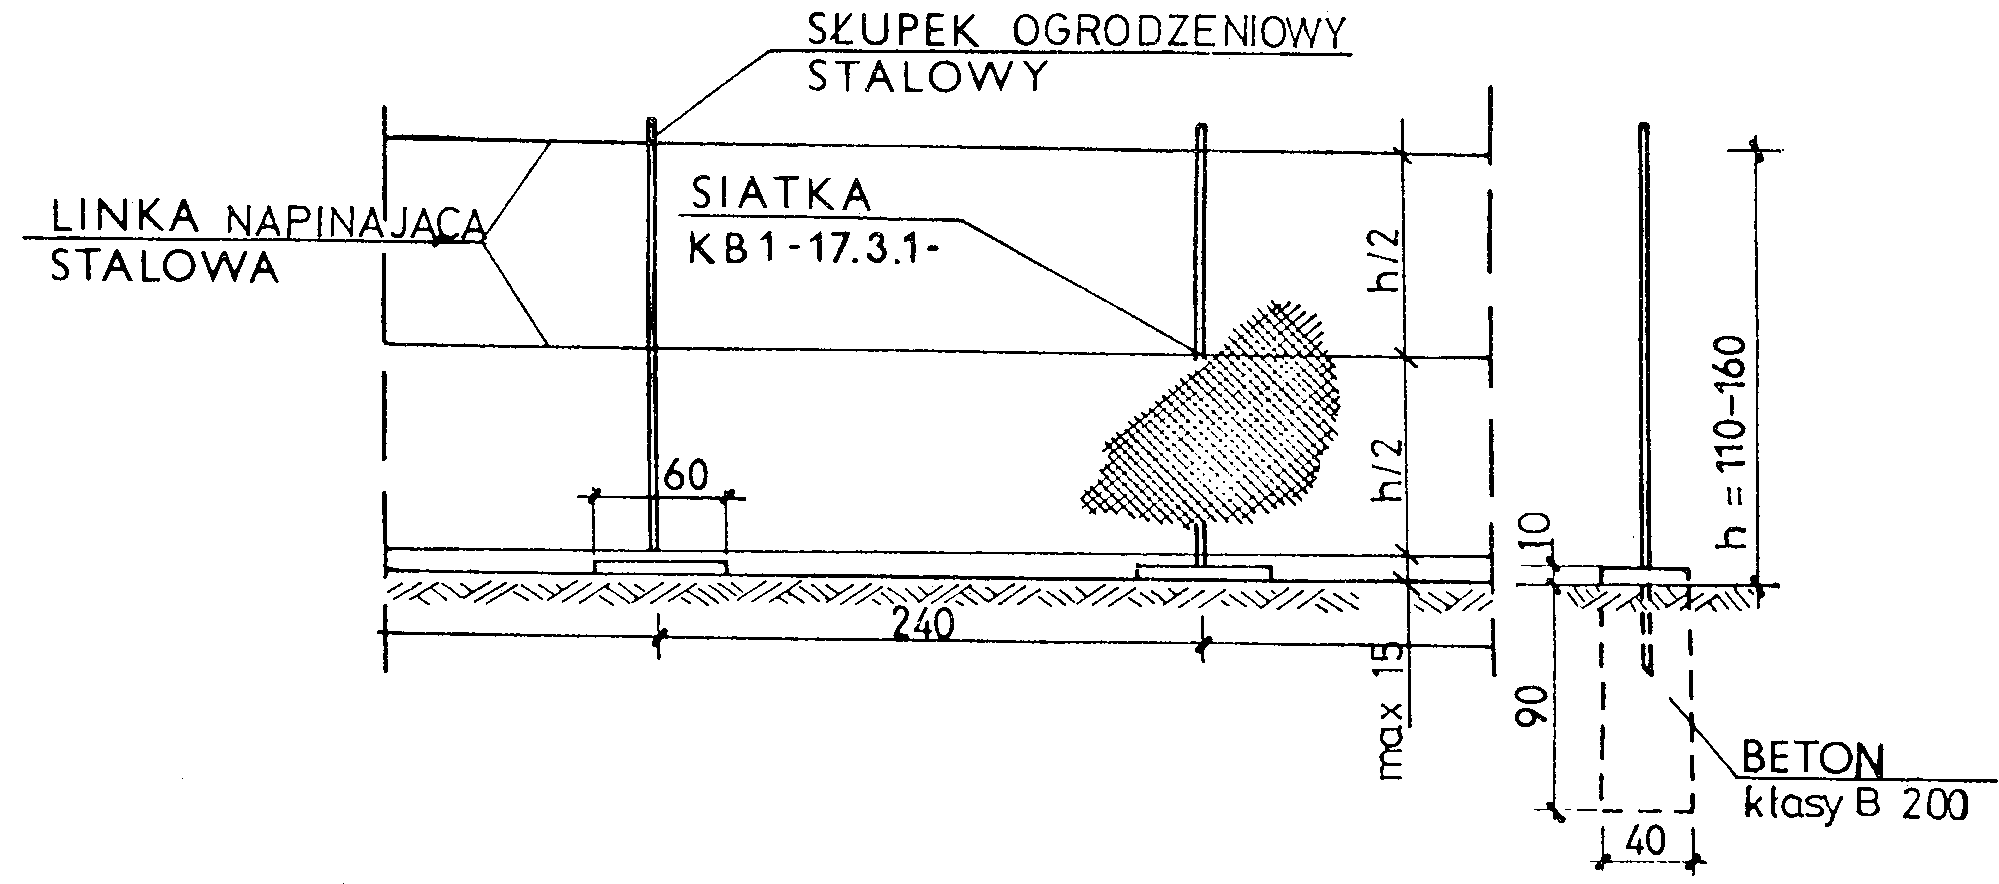 SŁUPEK OGRODZENIOWY
STALOWY
LINKA NAPINAJĄCA
STALOWA
SIATKA
KB1-17.3.1-
h/2
h/2
h = 110-160
60
10
240
max 15
90
BETON
klasy B 200
40